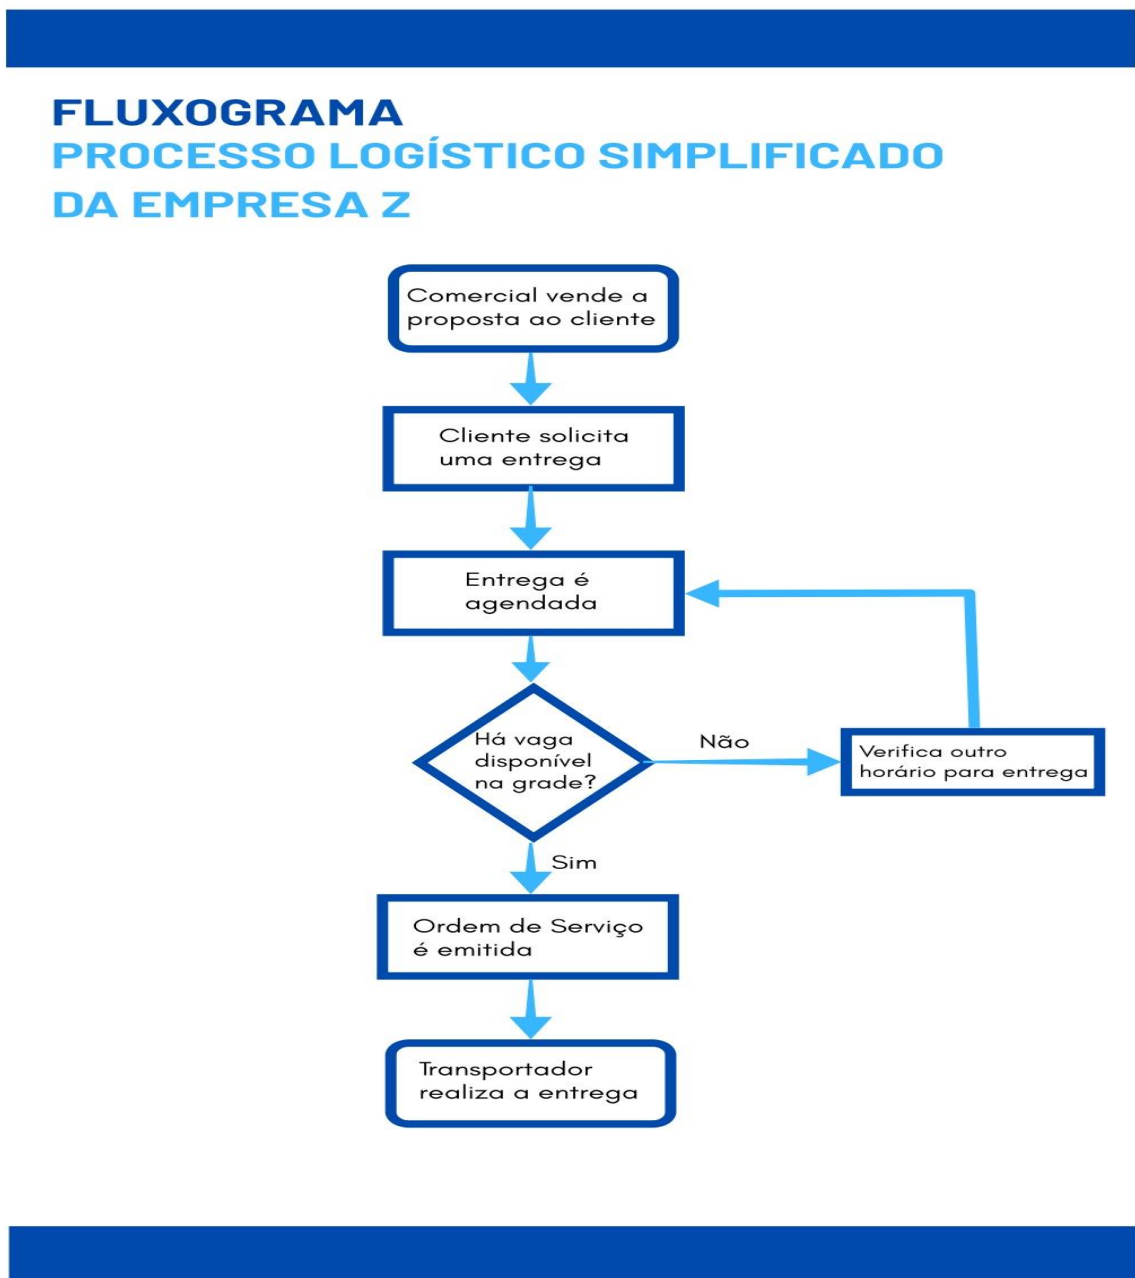 FLUXOGRAMA
PROCESSO LOGÍSTICO SIMPLIFICADO
DA EMPRESA Z
Comercial vende a
proposta ao cliente
Cliente solicita
uma entrega
Entrega é
agendada
Há vaga
disponível
na grade?
Não
Verifica outro
horário para entrega
Sim
Ordem de Serviço
é emitida
Transportador
realiza a entrega